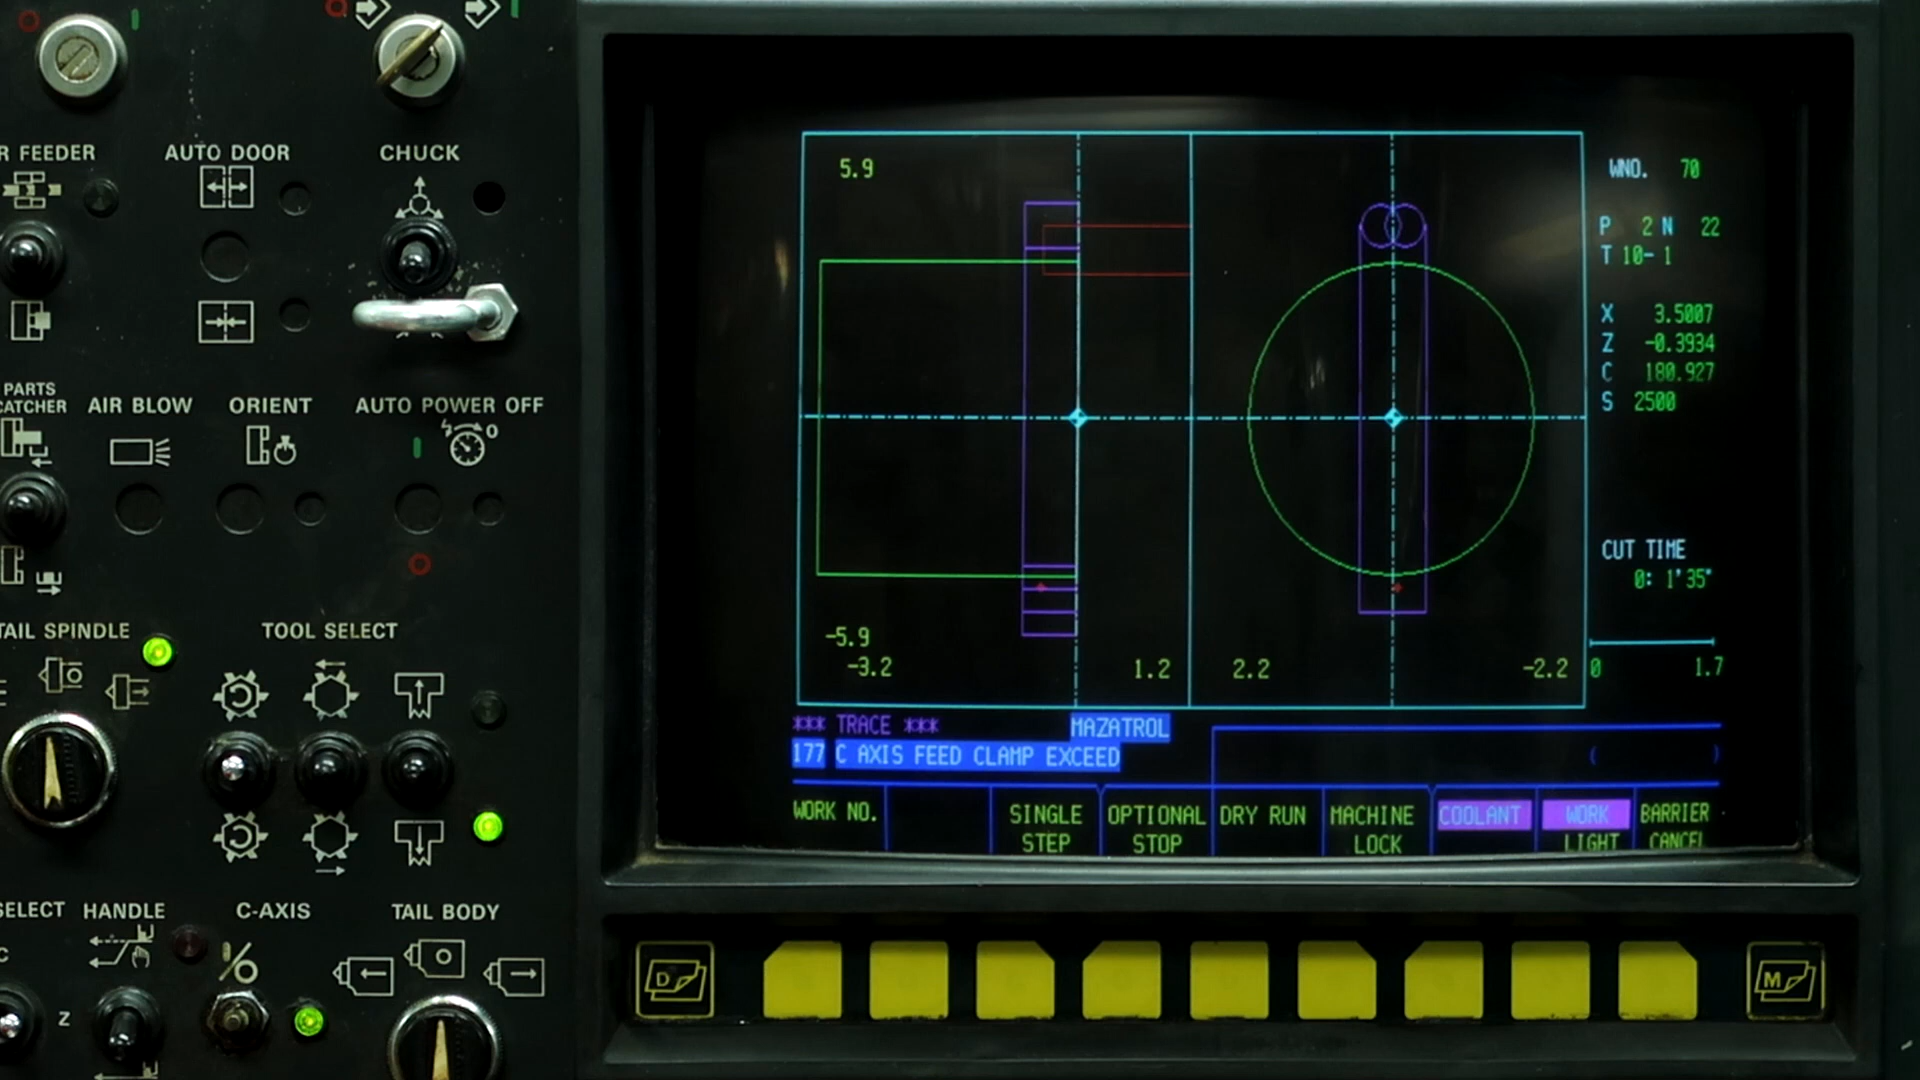 R FEEDER
AUTO DOOR
CHUCK
PARTS
CATCHER
AIR BLOW
ORIENT
AUTO POWER OFF
O
TAIL SPINDLE
TOOL SELECT
SELECT
HANDLE
C-AXIS
TAIL BODY
C
Z
5.9
-5.9
-3.2
1.2
2.2
-2.2
WNO. 70
P 2 N 22
T 10- 1
X 3.5007
Z -0.3934
C 180.927
S 2500
CUT TIME
0: 1'35"
0 1.7
*** TRACE *** MAZATROL
177 C AXIS FEED CLAMP EXCEED
( )
WORK NO.
SINGLE
STEP
OPTIONAL
STOP
DRY RUN
MACHINE
LOCK
COOLANT
WORK
LIGHT
BARRIER
CANCEL
D
M